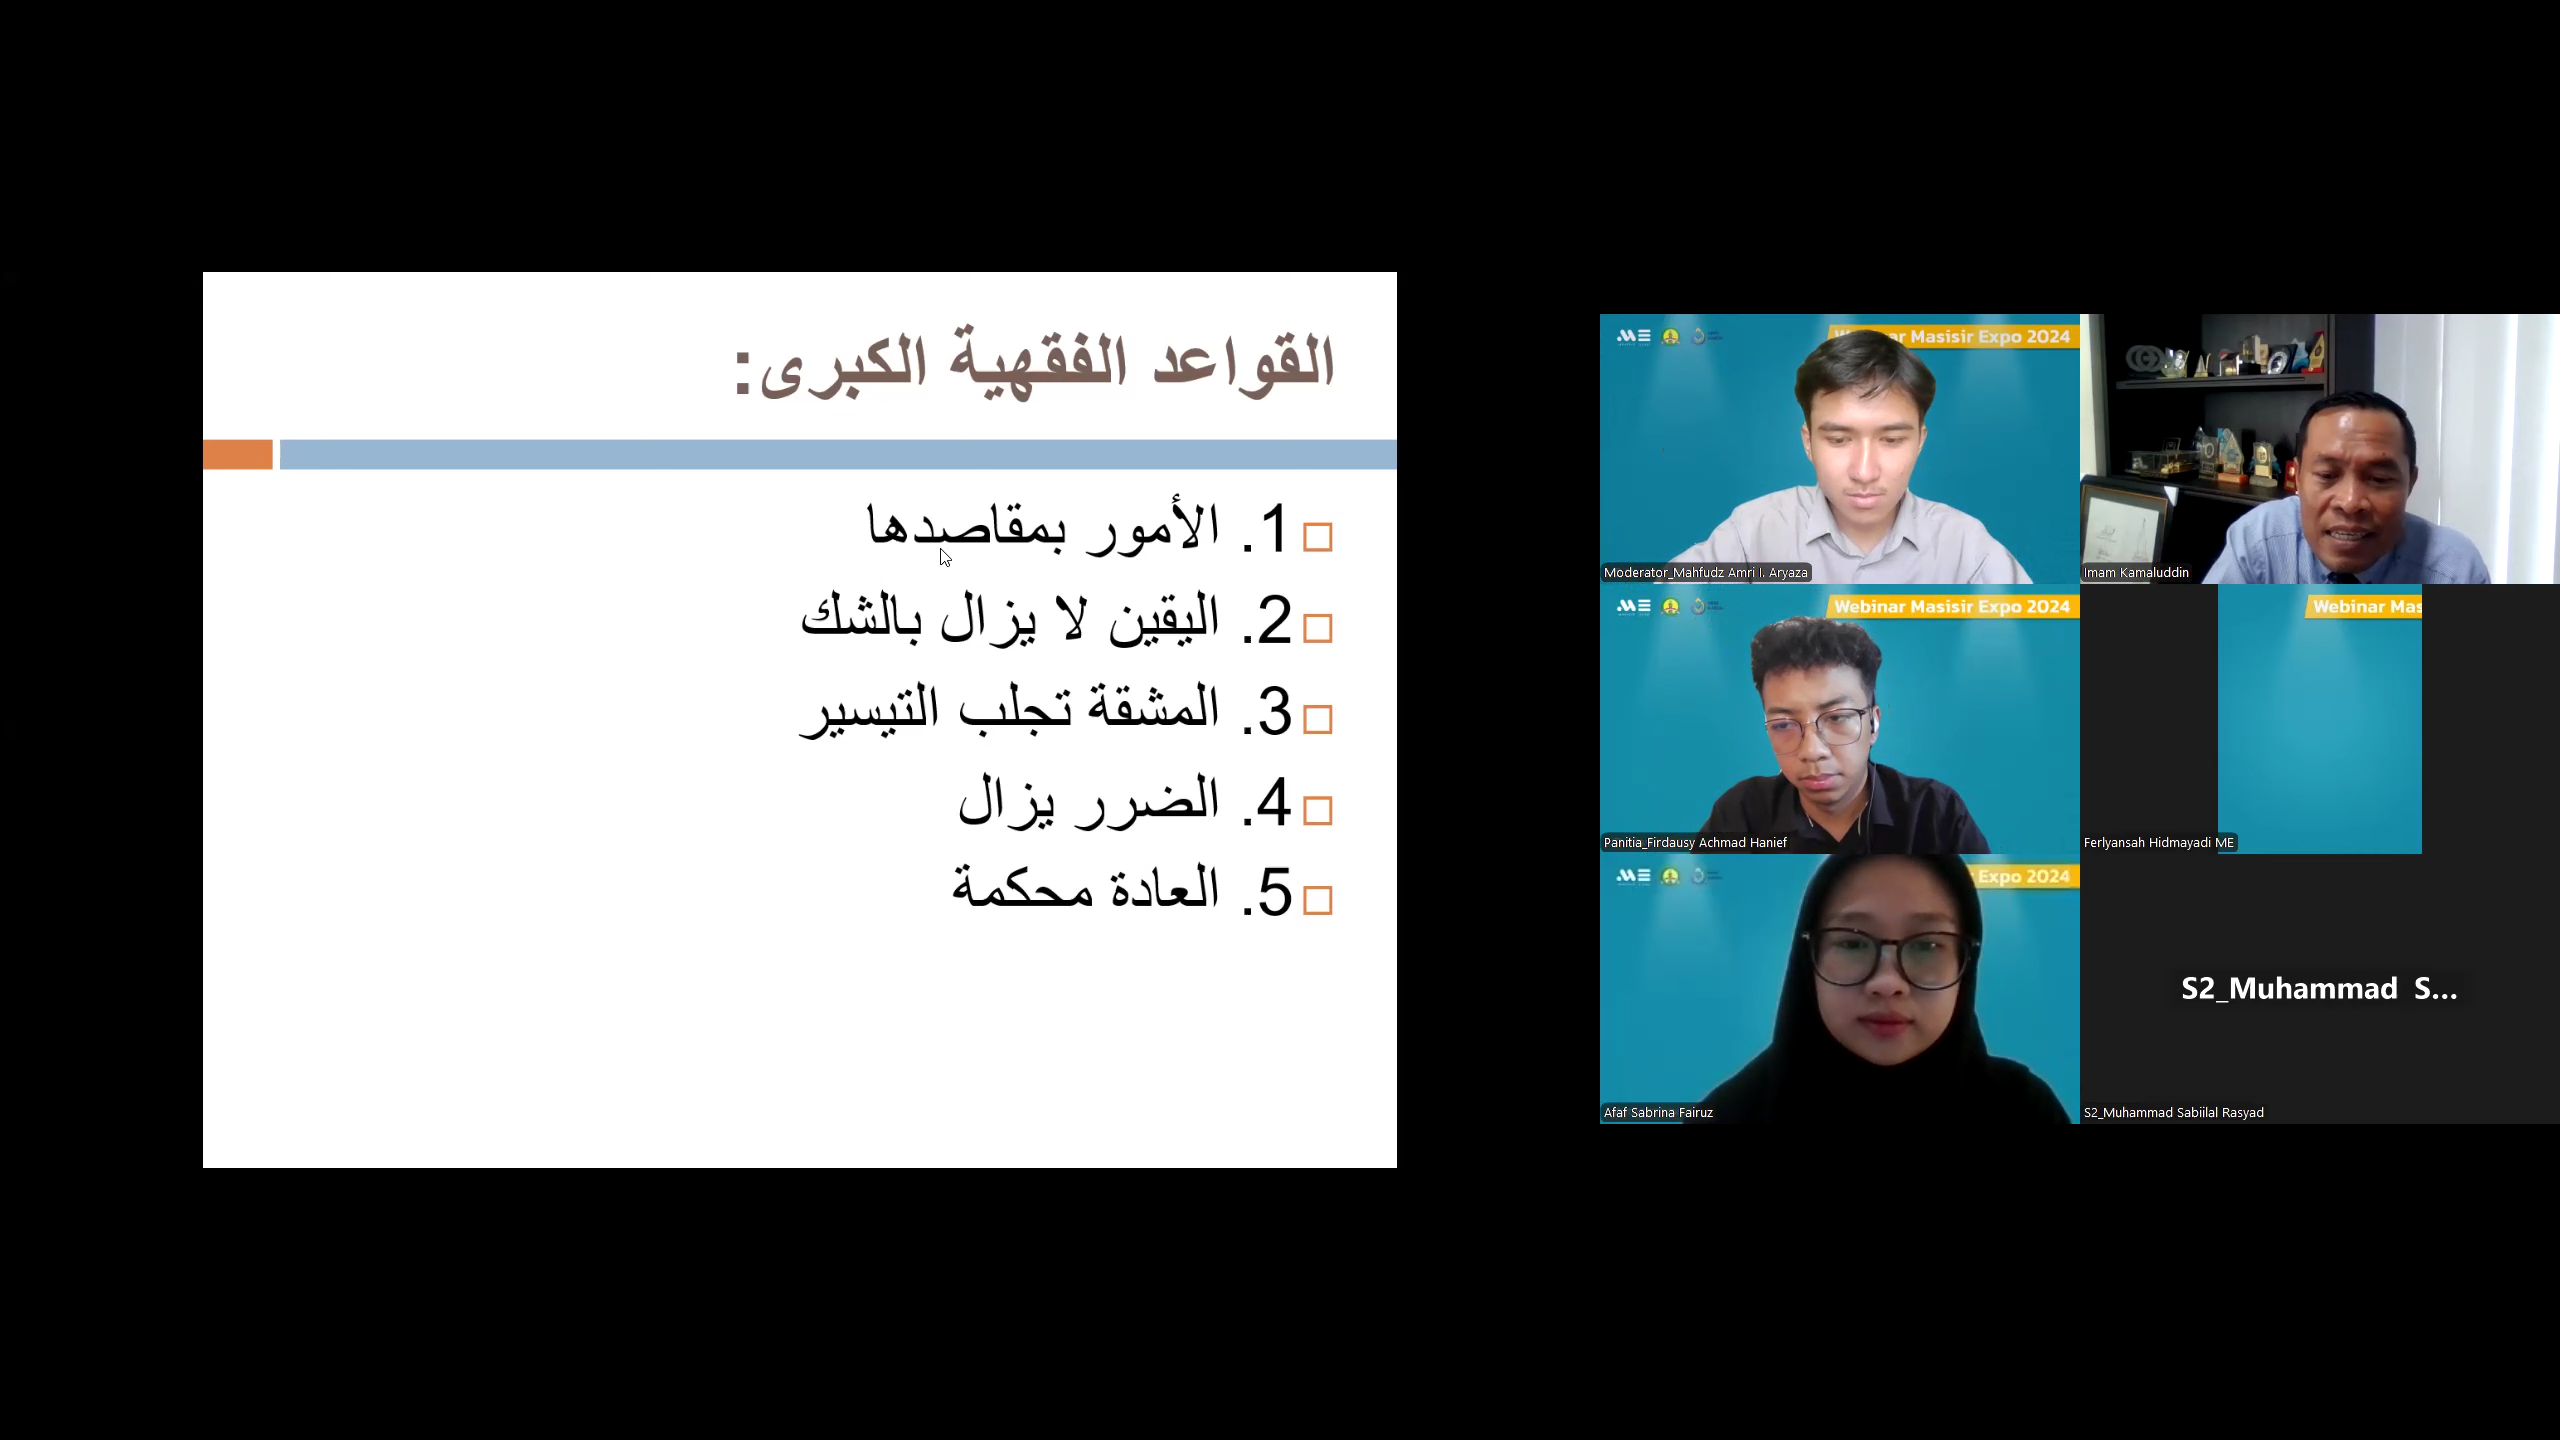 القواعد الفقهية الكبرى:
1. الأمور بمقاصدها
2. اليقين لا يزال بالشك
3. المشقة تجلب التيسير
4. الضرر يزال
5. العادة محكمة
ar Masisir Expo 2024
Moderator_Mahfudz Amri I. Aryaza
Imam Kamaluddin
Webinar Masisir Expo 2024
Panitia_Firdausy Achmad Hanief
Webinar Mas
Ferlyansah Hidmayadi ME
Expo 2024
Afaf Sabrina Fairuz
S2_Muhammad S...
S2_Muhammad Sabiilal Rasyad